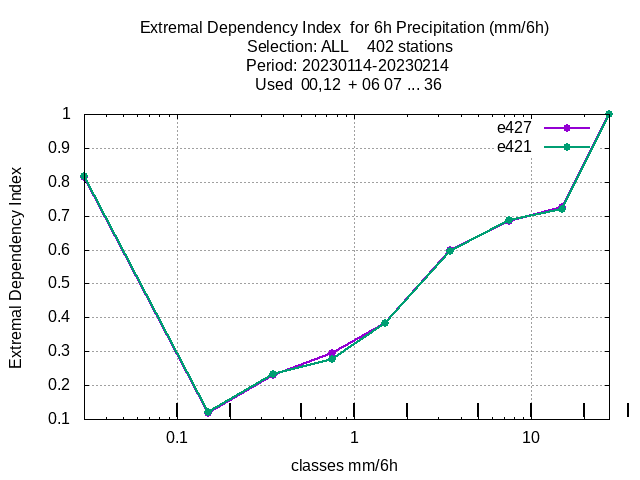 Extremal Dependency Index  for 6h Precipitation (mm/6h)
Selection: ALL    402 stations
Period: 20230114-20230214
Used  00,12  + 06 07 ... 36
e427
e421
1
0.9
0.8
0.7
0.6
0.5
0.4
0.3
0.2
0.1
Extremal Dependency Index
0.1 1 10
classes mm/6h